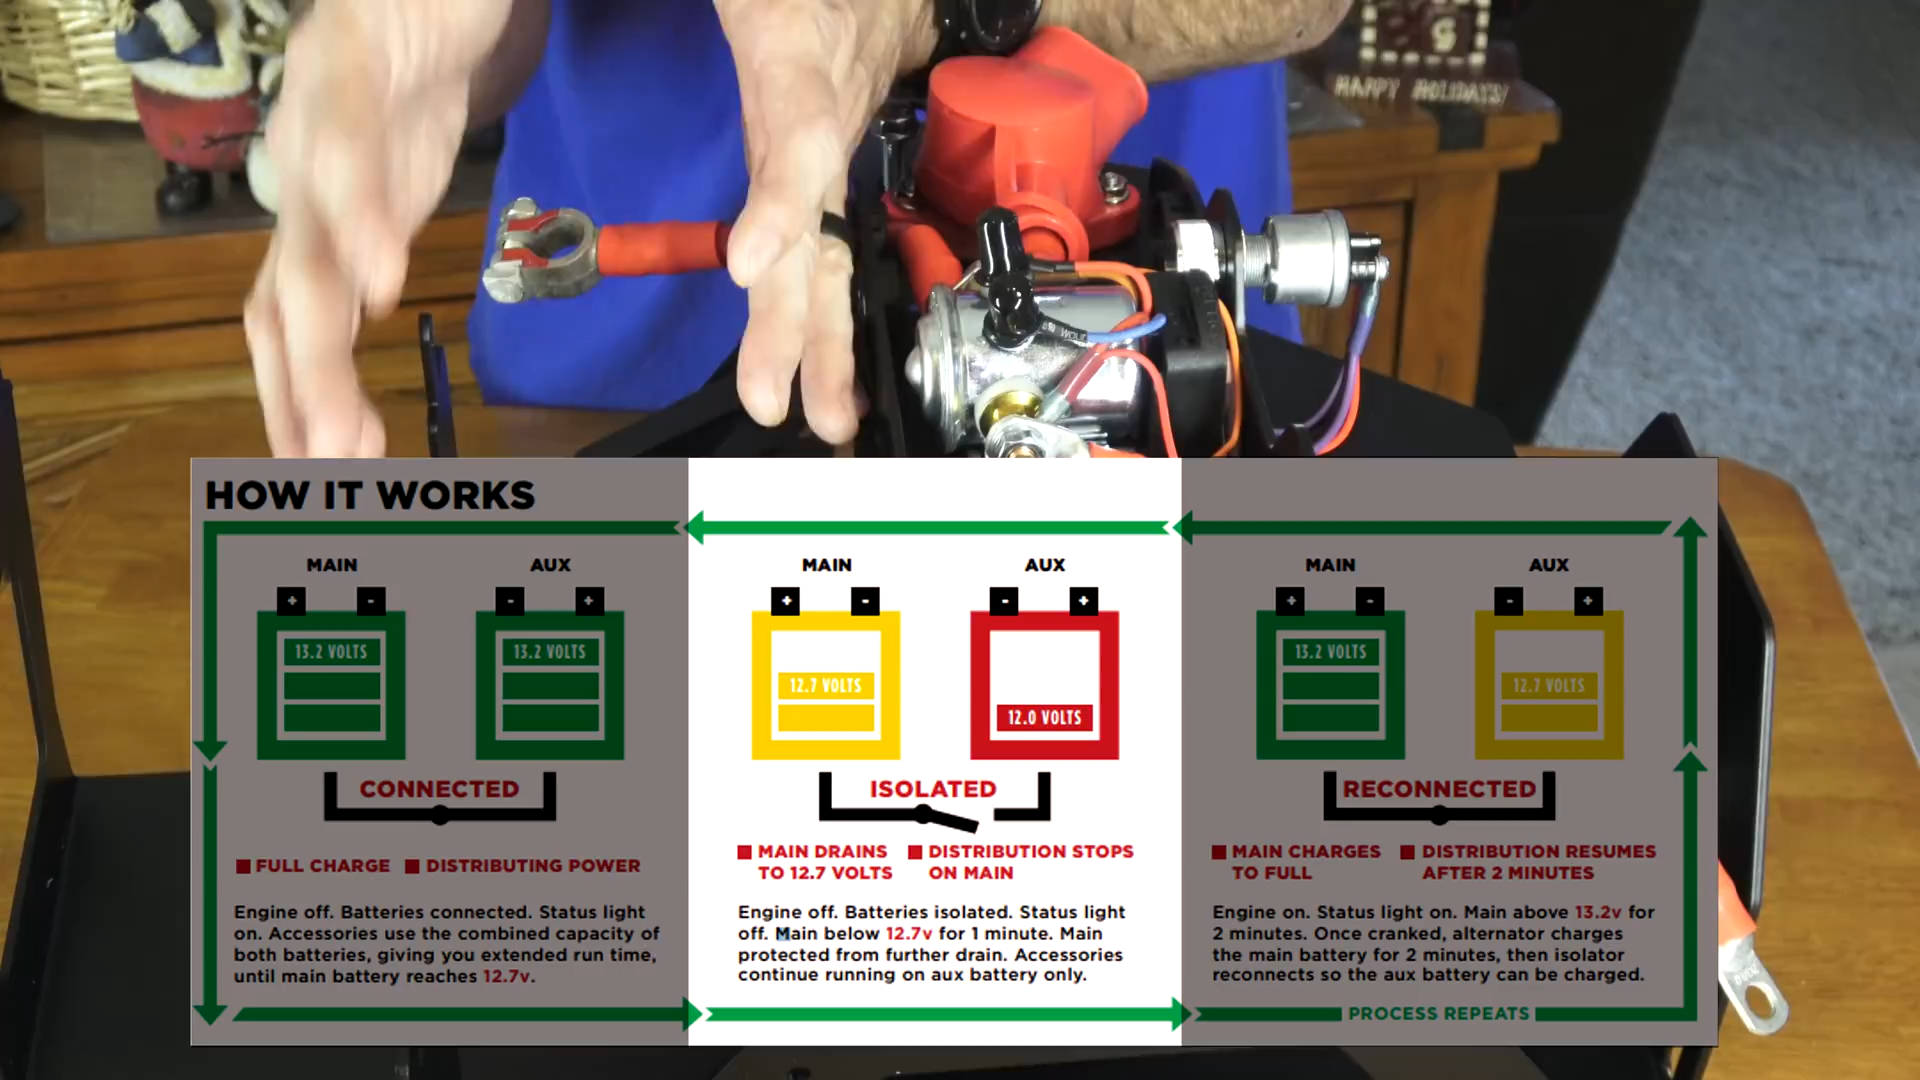 HAPPY HOLIDAYS!
HOW IT WORKS
MAIN
AUX
+
-
-
+
13.2 VOLTS
13.2 VOLTS
CONNECTED
FULL CHARGE
DISTRIBUTING POWER
Engine off. Batteries connected. Status light
on. Accessories use the combined capacity of
both batteries, giving you extended run time,
until main battery reaches 12.7v.
MAIN
AUX
+
-
-
+
12.7 VOLTS
12.0 VOLTS
ISOLATED
MAIN DRAINS
TO 12.7 VOLTS
DISTRIBUTION STOPS
ON MAIN
Engine off. Batteries isolated. Status light
off. Main below 12.7v for 1 minute. Main
protected from further drain. Accessories
continue running on aux battery only.
MAIN
AUX
+
-
-
+
13.2 VOLTS
12.7 VOLTS
RECONNECTED
MAIN CHARGES
TO FULL
DISTRIBUTION RESUMES
AFTER 2 MINUTES
Engine on. Status light on. Main above 13.2v for
2 minutes. Once cranked, alternator charges
the main battery for 2 minutes, then isolator
reconnects so the aux battery can be charged.
PROCESS REPEATS